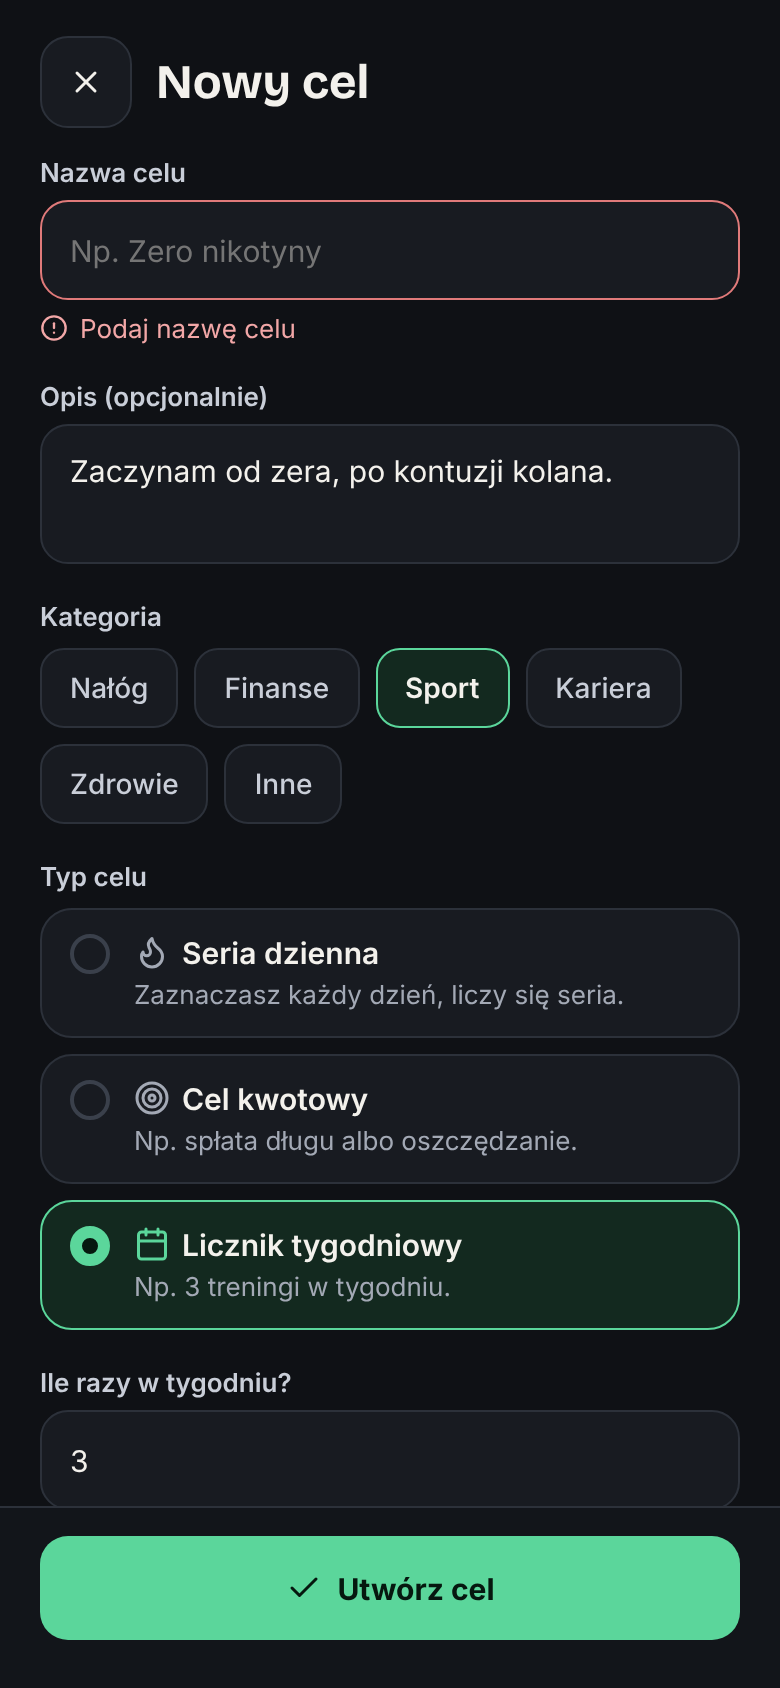 Nowy cel
Nazwa celu
Np. Zero nikotyny
Podaj nazwę celu
Opis (opcjonalnie)
Zaczynam od zera, po kontuzji kolana.
Kategoria
Nałóg
Finanse
Sport
Kariera
Zdrowie
Inne
Typ celu
Seria dzienna
Zaznaczasz każdy dzień, liczy się seria.
Cel kwotowy
Np. spłata długu albo oszczędzanie.
Licznik tygodniowy
Np. 3 treningi w tygodniu.
Ile razy w tygodniu?
3
Utwórz cel